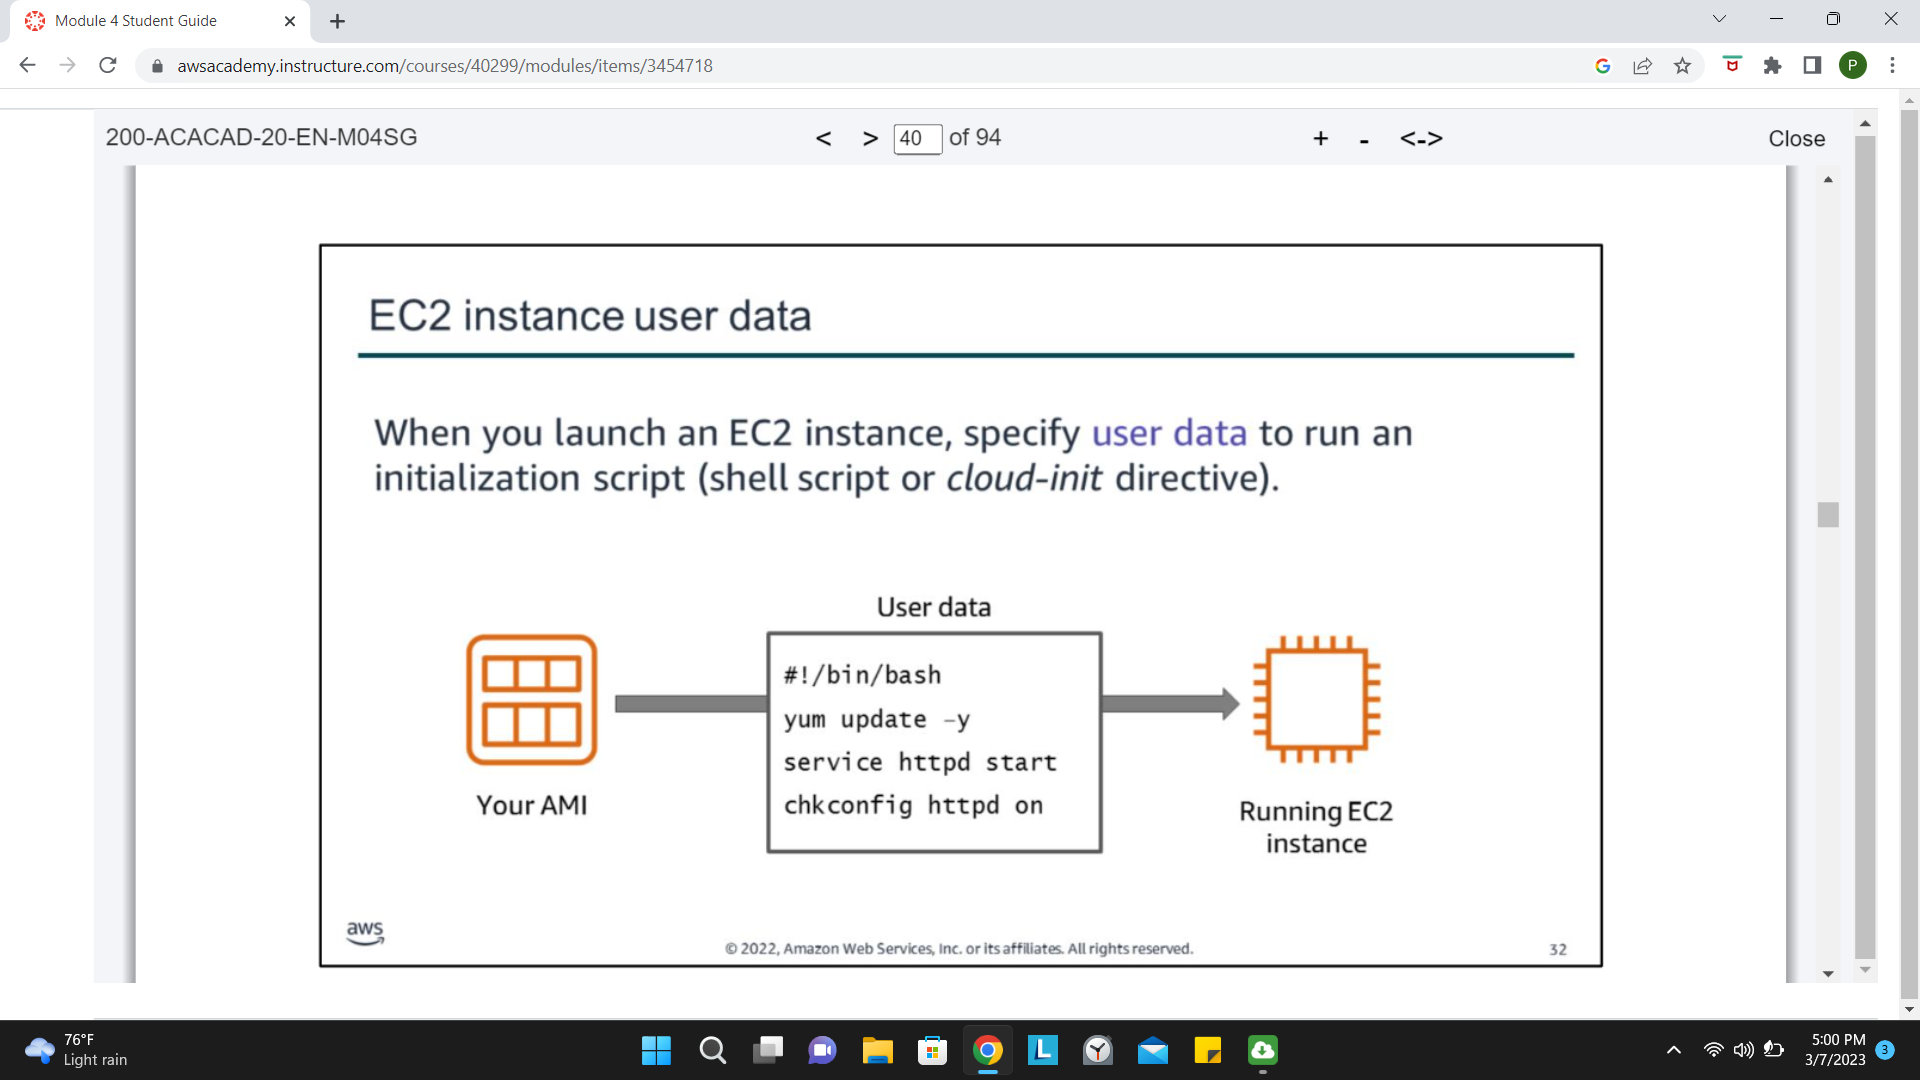 Module 4 Student Guide
awsacademy.instructure.com/courses/40299/modules/items/3454718
P
200-ACACAD-20-EN-M04SG
< > 40 of 94
+ - <-> Close
EC2 instance user data
When you launch an EC2 instance, specify user data to run an
initialization script (shell script or cloud-init directive).
User data
#!/bin/bash
yum update –y
service httpd start
chkconfig httpd on
Your AMI
Running EC2
instance
aws
© 2022, Amazon Web Services, Inc. or its affiliates. All rights reserved.
32
76°F
Light rain
L
5:00 PM
3/7/2023
3